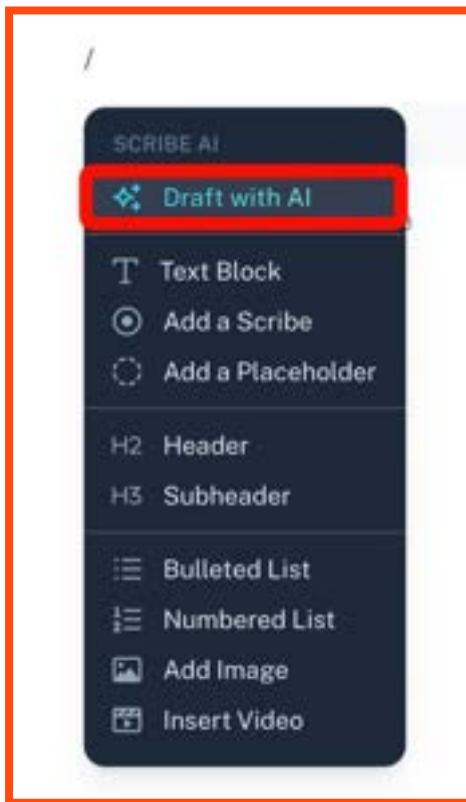 /
SCRIBE AI
Draft with AI
Text Block
Add a Scribe
Add a Placeholder
H2 Header
H3 Subheader
Bulleted List
Numbered List
Add Image
Insert Video